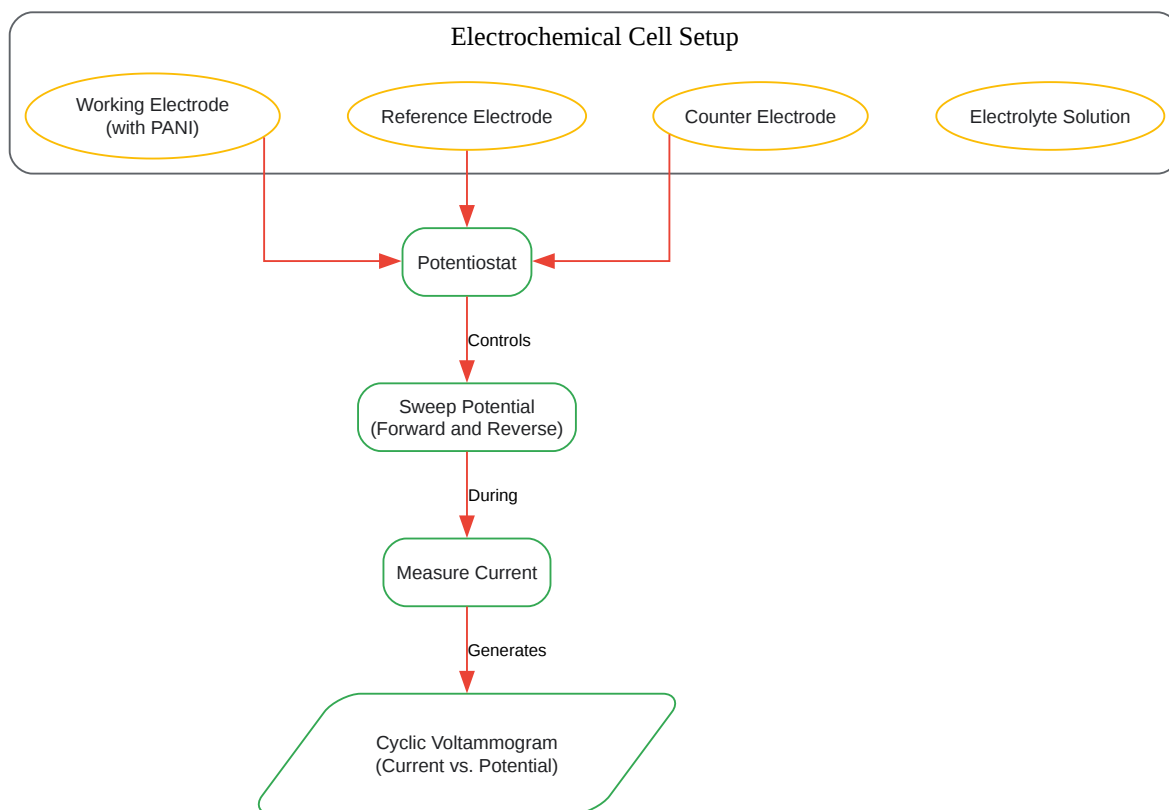 Electrochemical Cell Setup
Working Electrode
(with PANI)
Reference Electrode
Counter Electrode
Electrolyte Solution
Potentiostat
Controls
Sweep Potential
(Forward and Reverse)
During
Measure Current
Generates
Cyclic Voltammogram
(Current vs. Potential)